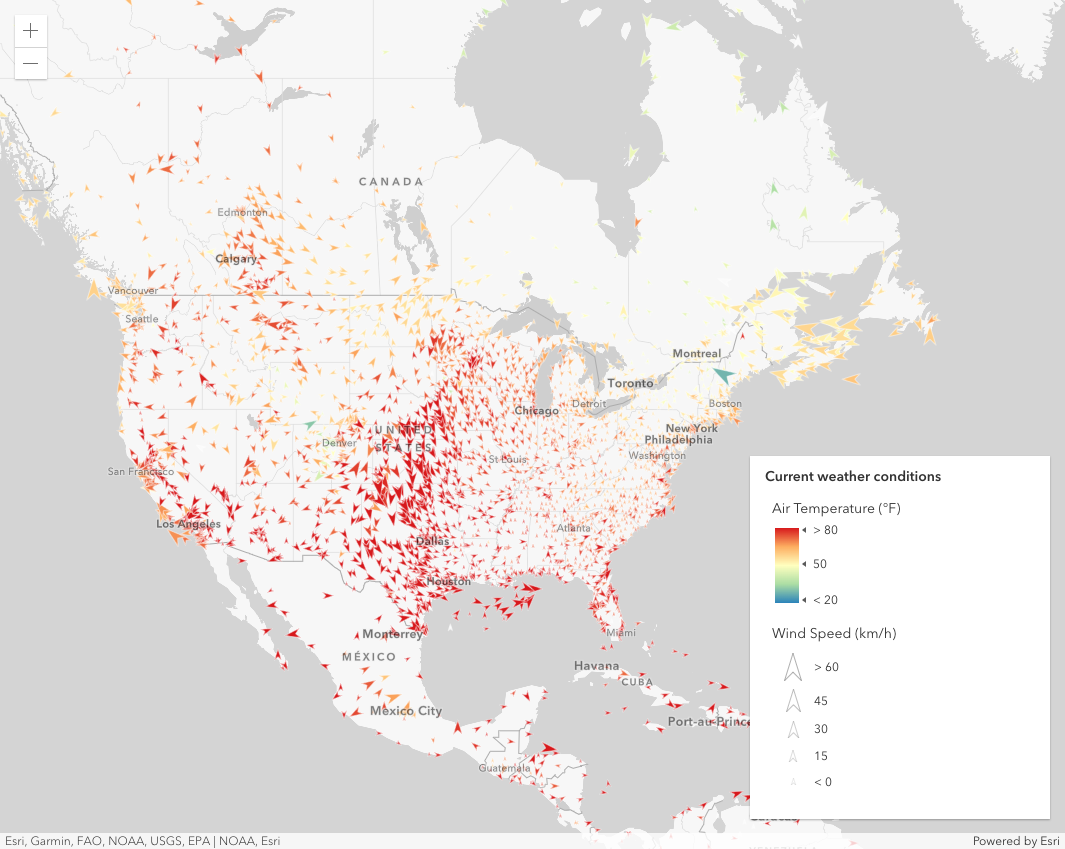 +
−
CANADA
Edmonton
Calgary
Vancouver
Seattle
Montreal
Toronto
Boston
Detroit
Chicago
New York
Philadelphia
UNITED
STATES
Denver
St Louis
Washington
San Francisco
Los Angeles
Atlanta
Dallas
Houston
Monterrey
Miami
MÉXICO
Havana
CUBA
Mexico City
Port-au-Prince
Guatemala
Current weather conditions
Air Temperature (°F)
> 80
50
< 20
Wind Speed (km/h)
> 60
45
30
15
< 0
Esri, Garmin, FAO, NOAA, USGS, EPA | NOAA, Esri
Powered by Esri